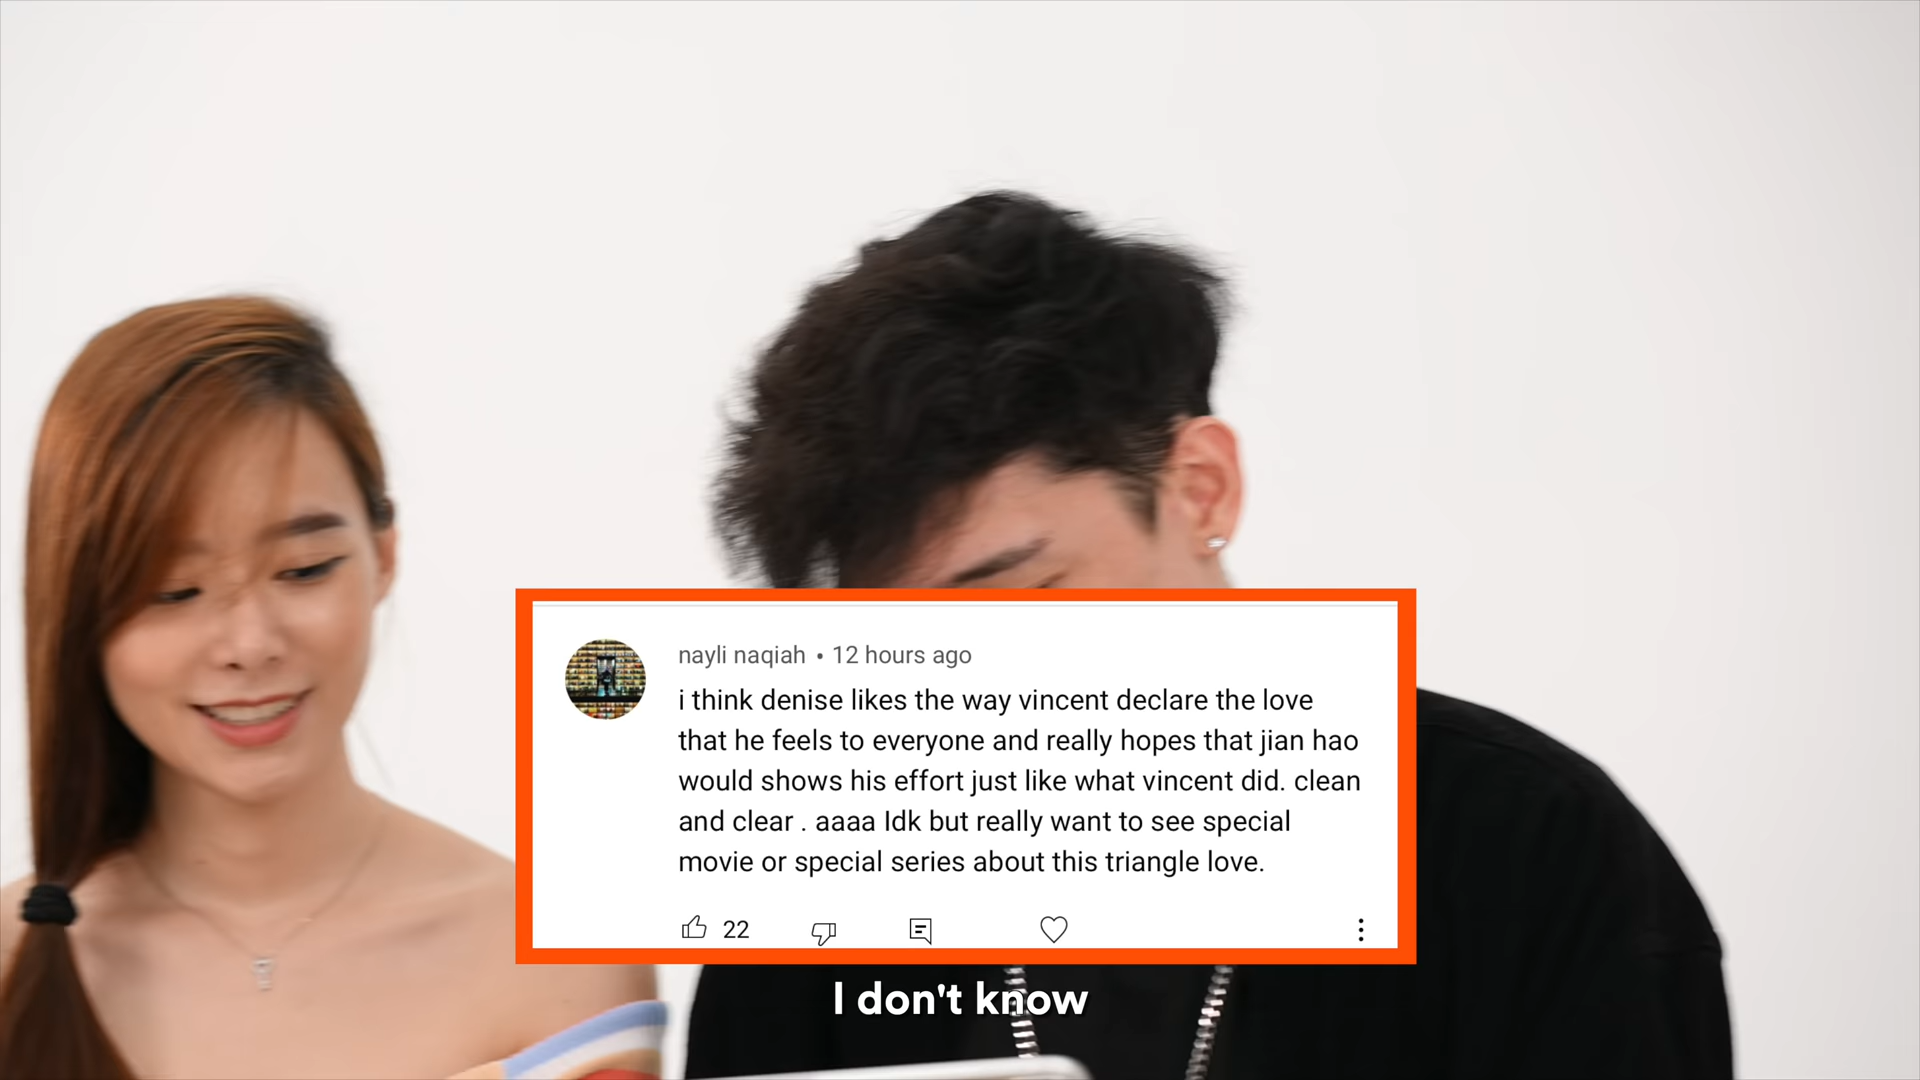 nayli naqiah • 12 hours ago
i think denise likes the way vincent declare the love
that he feels to everyone and really hopes that jian hao
would shows his effort just like what vincent did. clean
and clear . aaaa Idk but really want to see special
movie or special series about this triangle love.
22
I don't know